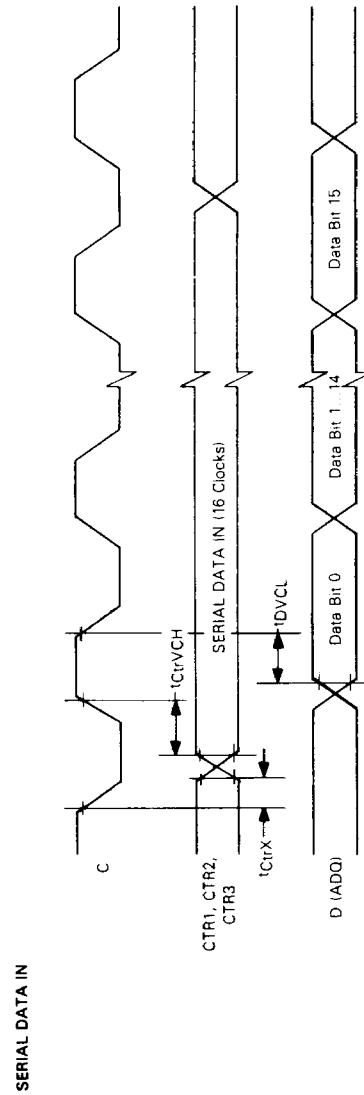 SERIAL DATA IN
C
tCtrVCH
CTR1, CTR2,
CTR3
SERIAL DATA IN (16 Clocks)
tCtrX
tDVCL
D (ADQ)
Data Bit 0
Data Bit 1...14
Data Bit 15